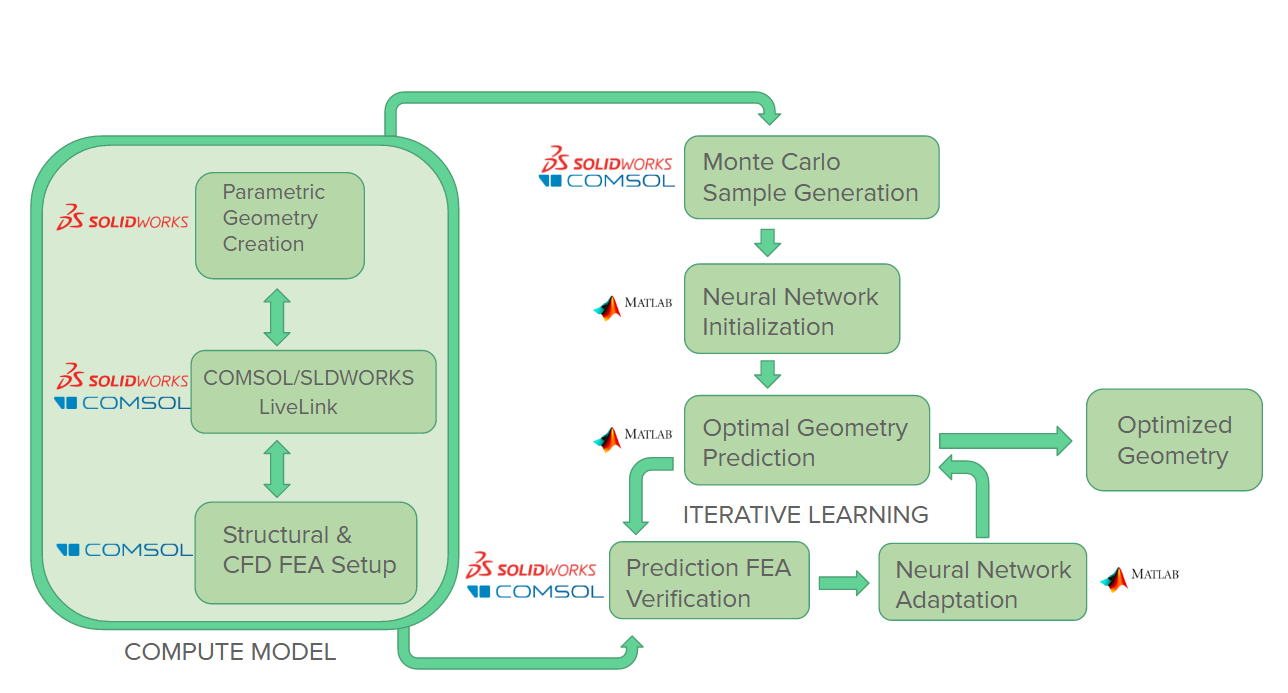 SOLIDWORKS
Parametric
Geometry
Creation
SOLIDWORKS
COMSOL
COMSOL/SLDWORKS
LiveLink
COMSOL
Structural &
CFD FEA Setup
COMPUTE MODEL
SOLIDWORKS
COMSOL
Monte Carlo
Sample Generation
MATLAB
Neural Network
Initialization
MATLAB
Optimal Geometry
Prediction
Optimized
Geometry
ITERATIVE LEARNING
SOLIDWORKS
COMSOL
Prediction FEA
Verification
Neural Network
Adaptation
MATLAB